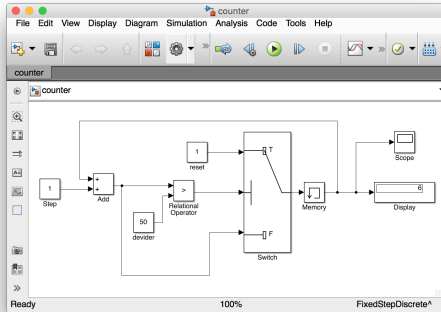 counter
File Edit View Display Diagram Simulation Analysis Code Tools Help
counter
counter
1
Step
+
+
Add
1
reset
>
Relational
Operator
50
devider
T
F
Switch
Memory
Scope
6
Display
Ready 100% FixedStepDiscrete^